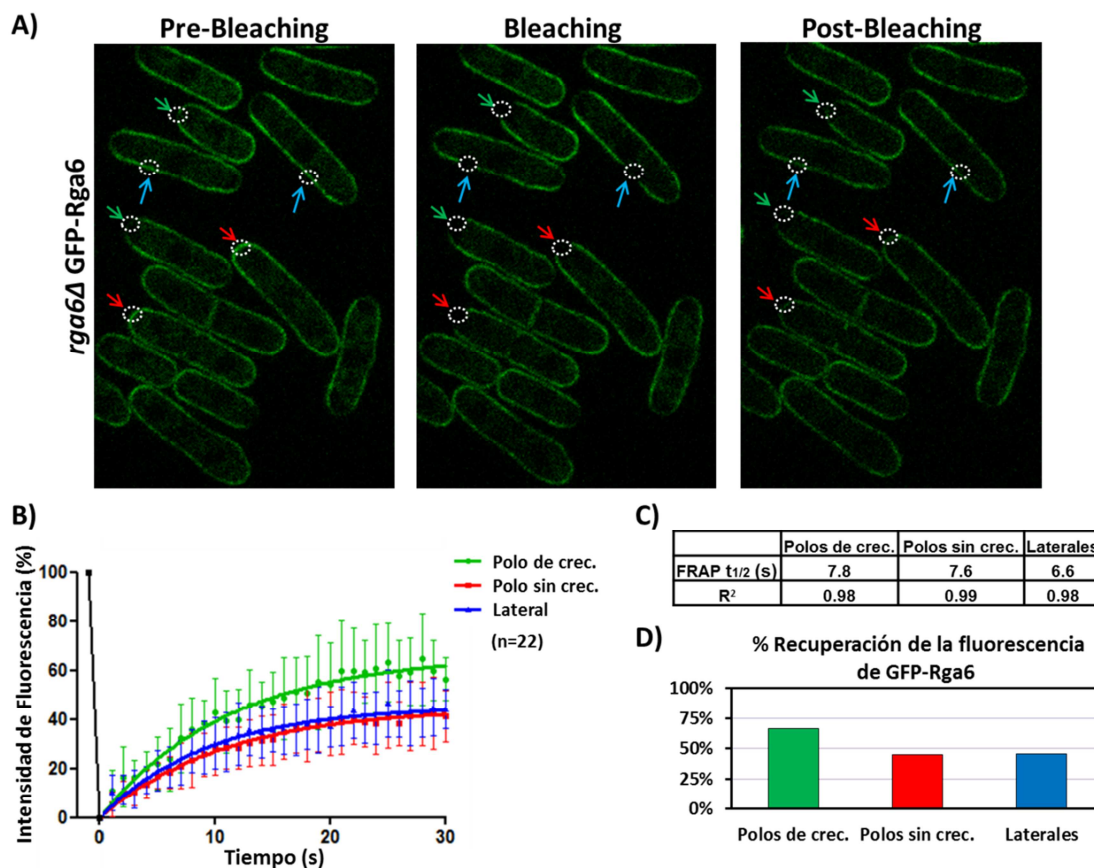 A)
Pre-Bleaching
Bleaching
Post-Bleaching
rga6Δ GFP-Rga6
B)
Intensidad de Fluorescencia (%)
100
80
60
40
20
0
0
10
20
30
Tiempo (s)
Polo de crec.
Polo sin crec.
Lateral
(n=22)
C)
Polos de crec. Polos sin crec. Laterales
FRAP t1/2 (s) 7.8 7.6 6.6
R² 0.98 0.99 0.98
D)
% Recuperación de la fluorescencia
de GFP-Rga6
100%
75%
50%
25%
0%
Polos de crec. Polos sin crec. Laterales